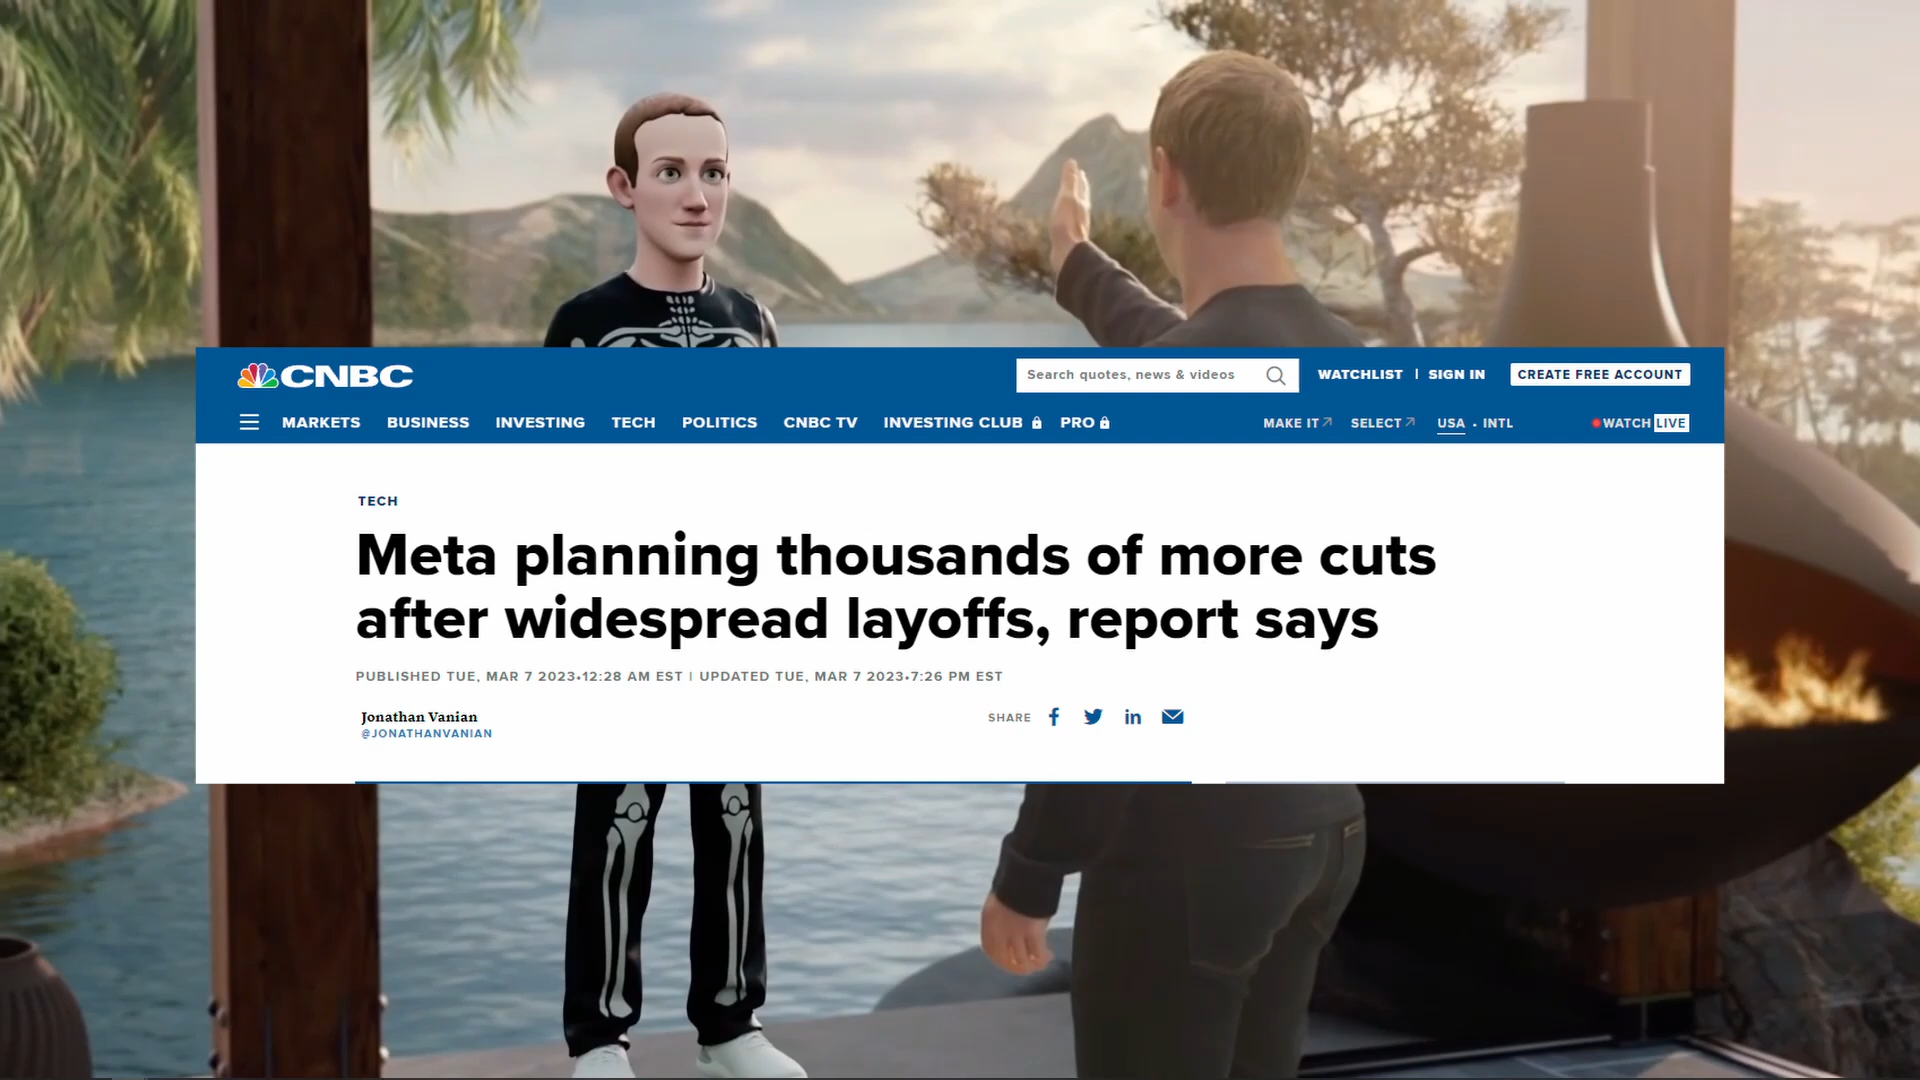 CNBC
Search quotes, news & videos
WATCHLIST | SIGN IN
CREATE FREE ACCOUNT
MARKETS BUSINESS INVESTING TECH POLITICS CNBC TV INVESTING CLUB PRO
MAKE IT SELECT USA • INTL
WATCH LIVE
TECH
Meta planning thousands of more cuts
after widespread layoffs, report says
PUBLISHED TUE, MAR 7 2023•12:28 AM EST | UPDATED TUE, MAR 7 2023•7:26 PM EST
Jonathan Vanian
@JONATHANVANIAN
SHARE